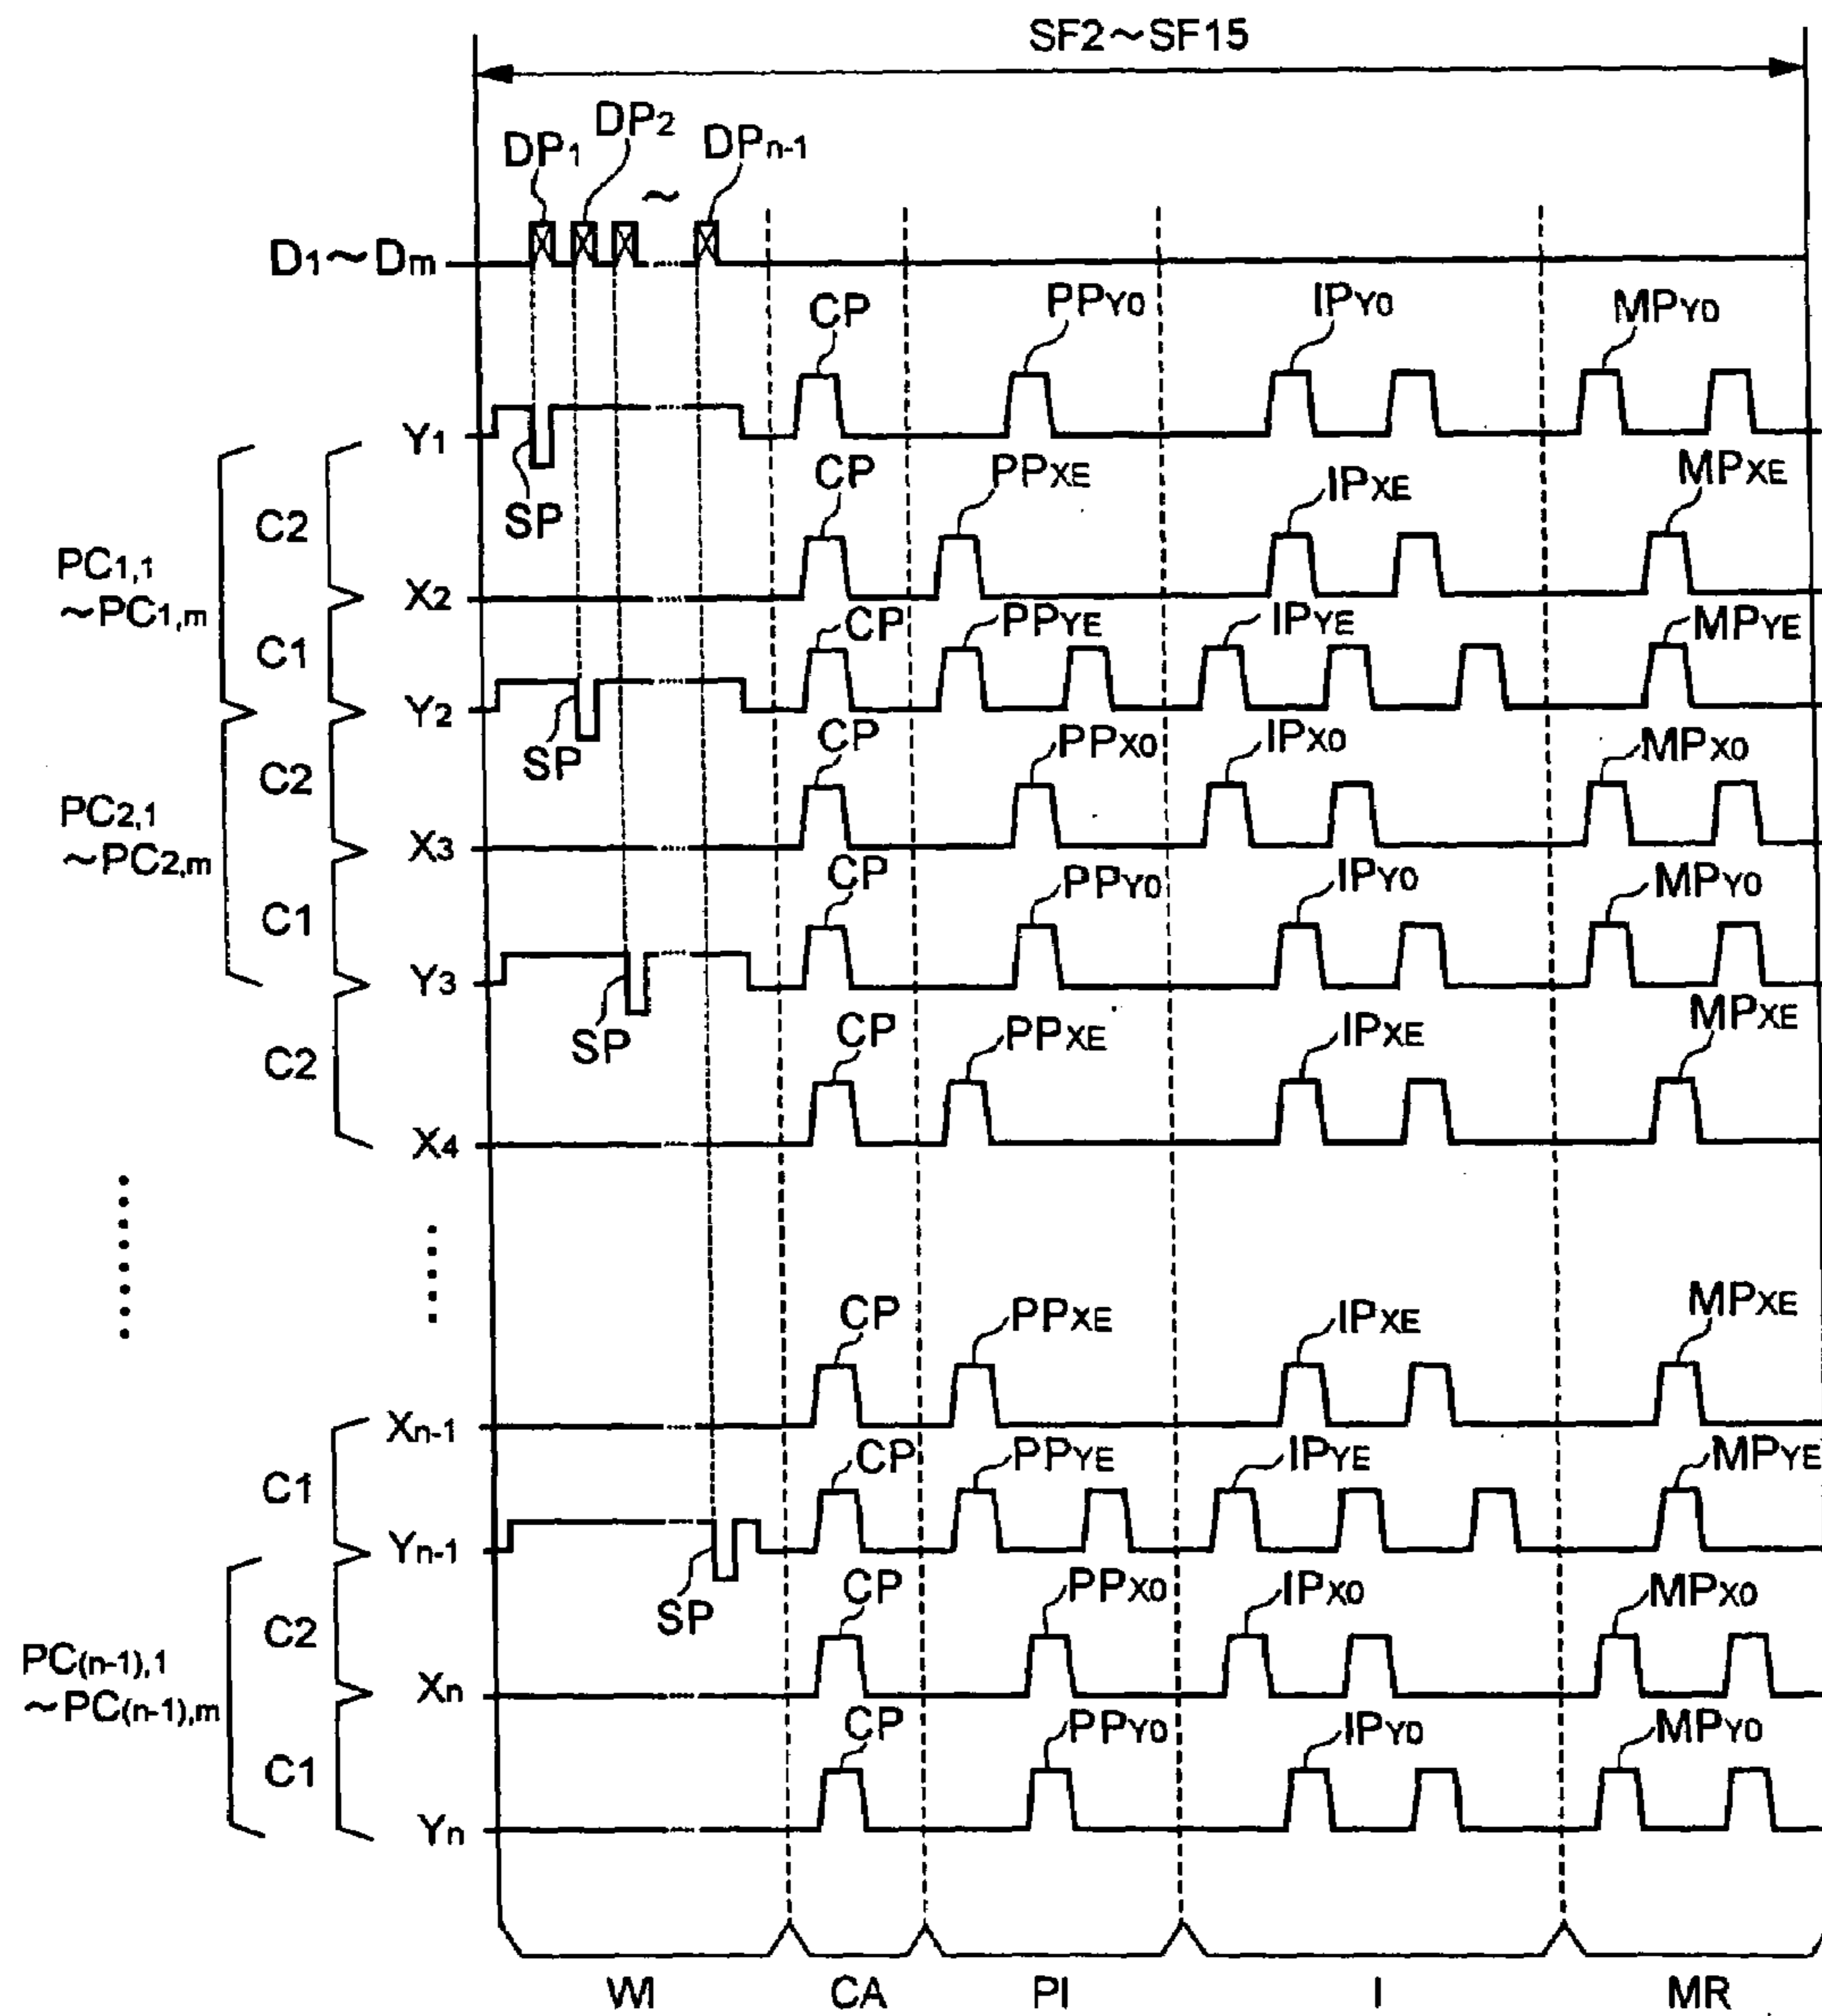 SF2~SF15
DP1 DP2 ~ DPn-1
D1~Dm
CP PPY0 IPY0 MPY0
Y1
SP CP PPXE IPXE MPXE
C2
PC1,1
~PC1,m
X2
CP PPYE IPYE MPYE
C1
Y2
SP CP PPX0 IPX0 MPX0
C2
PC2,1
~PC2,m
X3
CP PPY0 IPY0 MPY0
C1
Y3
SP CP PPXE IPXE MPXE
C2
X4
CP PPXE IPXE MPXE
Xn-1
CP PPYE IPYE MPYE
C1
Yn-1
SP CP PPX0 IPX0 MPX0
C2
PC(n-1),1
~PC(n-1),m
Xn
CP PPY0 IPY0 MPY0
C1
Yn
WI CA PI I MR